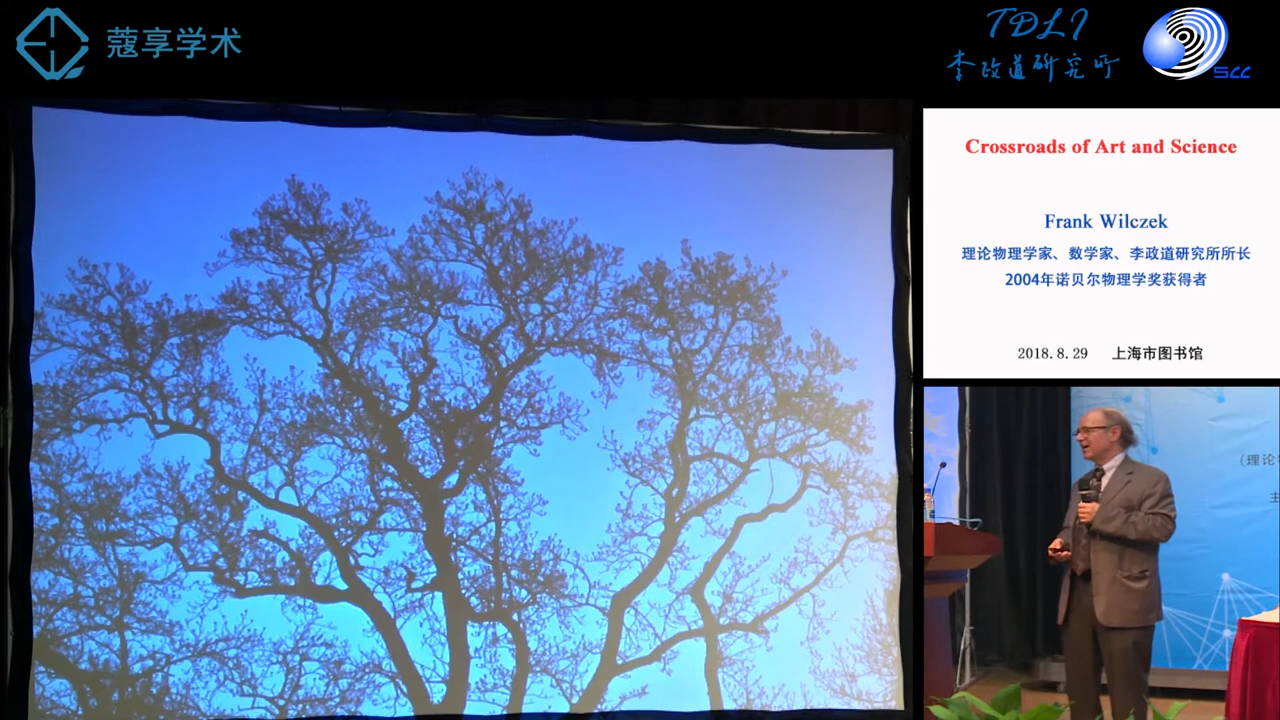 蔻享学术
TDLI
李政道研究所
SCC
Crossroads of Art and Science
Frank Wilczek
理论物理学家、数学家、李政道研究所所长
2004年诺贝尔物理学奖获得者
2018.8.29 上海市图书馆
（理论
主